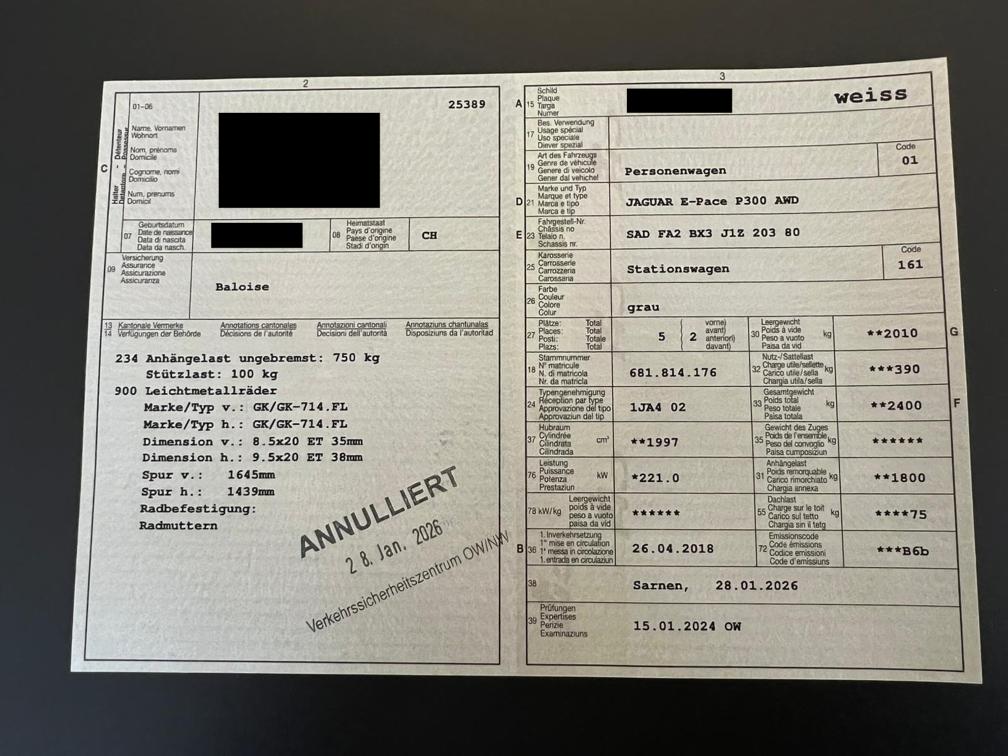 2
01-06
25389
C
Halter - Détenteur
Name, Vornamen
Wohnort
Nom, prénoms
Domicile
Cognome, nomi
Domicilio
Num, prenums
Domicil
07
Geburtsdatum
Date de naissance
Data di nascita
Data da nasch.
08
Heimatstaat
Pays d'origine
Paese d'origine
Stadi d'origin
CH
09
Versicherung
Assurance
Assicurazione
Assicuranza
Baloise
13 Kantonale Vermerke Annotations cantonales Annotazioni cantonali Annotaziuns chantunalas
14 Verfügungen der Behörde Décisions de l'autorité Decisioni dell'autorità Disposiziuns da l'autoritad
234 Anhängelast ungebremst: 750 kg
Stützlast: 100 kg
900 Leichtmetallräder
Marke/Typ v.: GK/GK-714.FL
Marke/Typ h.: GK/GK-714.FL
Dimension v.: 8.5x20 ET 35mm
Dimension h.: 9.5x20 ET 38mm
Spur v.: 1645mm
Spur h.: 1439mm
Radbefestigung:
Radmuttern
ANNULLIERT
28. Jan. 2026
Verkehrssicherheitszentrum OW/NW
3
A
15
Schild
Plaque
Targa
Numer
weiss
17
Bes. Verwendung
Usage spécial
Uso speciale
Diever spezial
19
Art des Fahrzeugs
Genre de véhicule
Genere di veicolo
Gener dal vehichel
Personenwagen
Code
01
D
21
Marke und Typ
Marque et type
Marca e tipo
Marca e tip
JAGUAR E-Pace P300 AWD
E
23
Fahrgestell-Nr.
Châssis no
Telaio n.
Schassis nr.
SAD FA2 BX3 J1Z 203 80
25
Karosserie
Carrosserie
Carrozzeria
Carossaria
Stationswagen
Code
161
26
Farbe
Couleur
Colore
Colur
grau
27
Plätze: Total
Places: Total
Posti: Totale
Plazs: Total
5
2
vorne)
avant)
anteriori)
davant)
30
Leergewicht
Poids à vide
Peso a vuoto
Paisa da vid
kg
**2010
G
18
Stammnummer
N° matricule
N. di matricola
Nr. da matricla
681.814.176
32
Nutz-/Sattellast
Charge utile/sellette
Carico utile/sella
Chargia utila/sella
kg
***390
24
Typengenehmigung
Réception par type
Approvazione del tipo
Approvaziun dal tip
1JA4 02
33
Gesamtgewicht
Poids total
Peso totale
Paisa totala
kg
**2400
F
37
Hubraum
Cylindrée
Cilindrata
Cilindrada
cm³
**1997
35
Gewicht des Zuges
Poids de l'ensemble
Peso del convoglio
Paisa cumposiziun
kg
******
76
Leistung
Puissance
Potenza
Prestaziun
kW
*221.0
31
Anhängelast
Poids remorquable
Carico rimorchiato
Chargia annexa
kg
**1800
78 kW/kg
Leergewicht
poids à vide
peso a vuoto
paisa da vid
******
55
Dachlast
Charge sur le toit
Carico sul tetto
Chargia sin il tetg
kg
****75
B
36
1. Inverkehrsetzung
1re mise en circulation
1a messa in circolazione
1. entrada en circulaziun
26.04.2018
72
Emissionscode
Code émissions
Codice emissioni
Code d'emissiuns
***B6b
38
Sarnen, 28.01.2026
39
Prüfungen
Expertises
Perizie
Examinaziuns
15.01.2024 OW